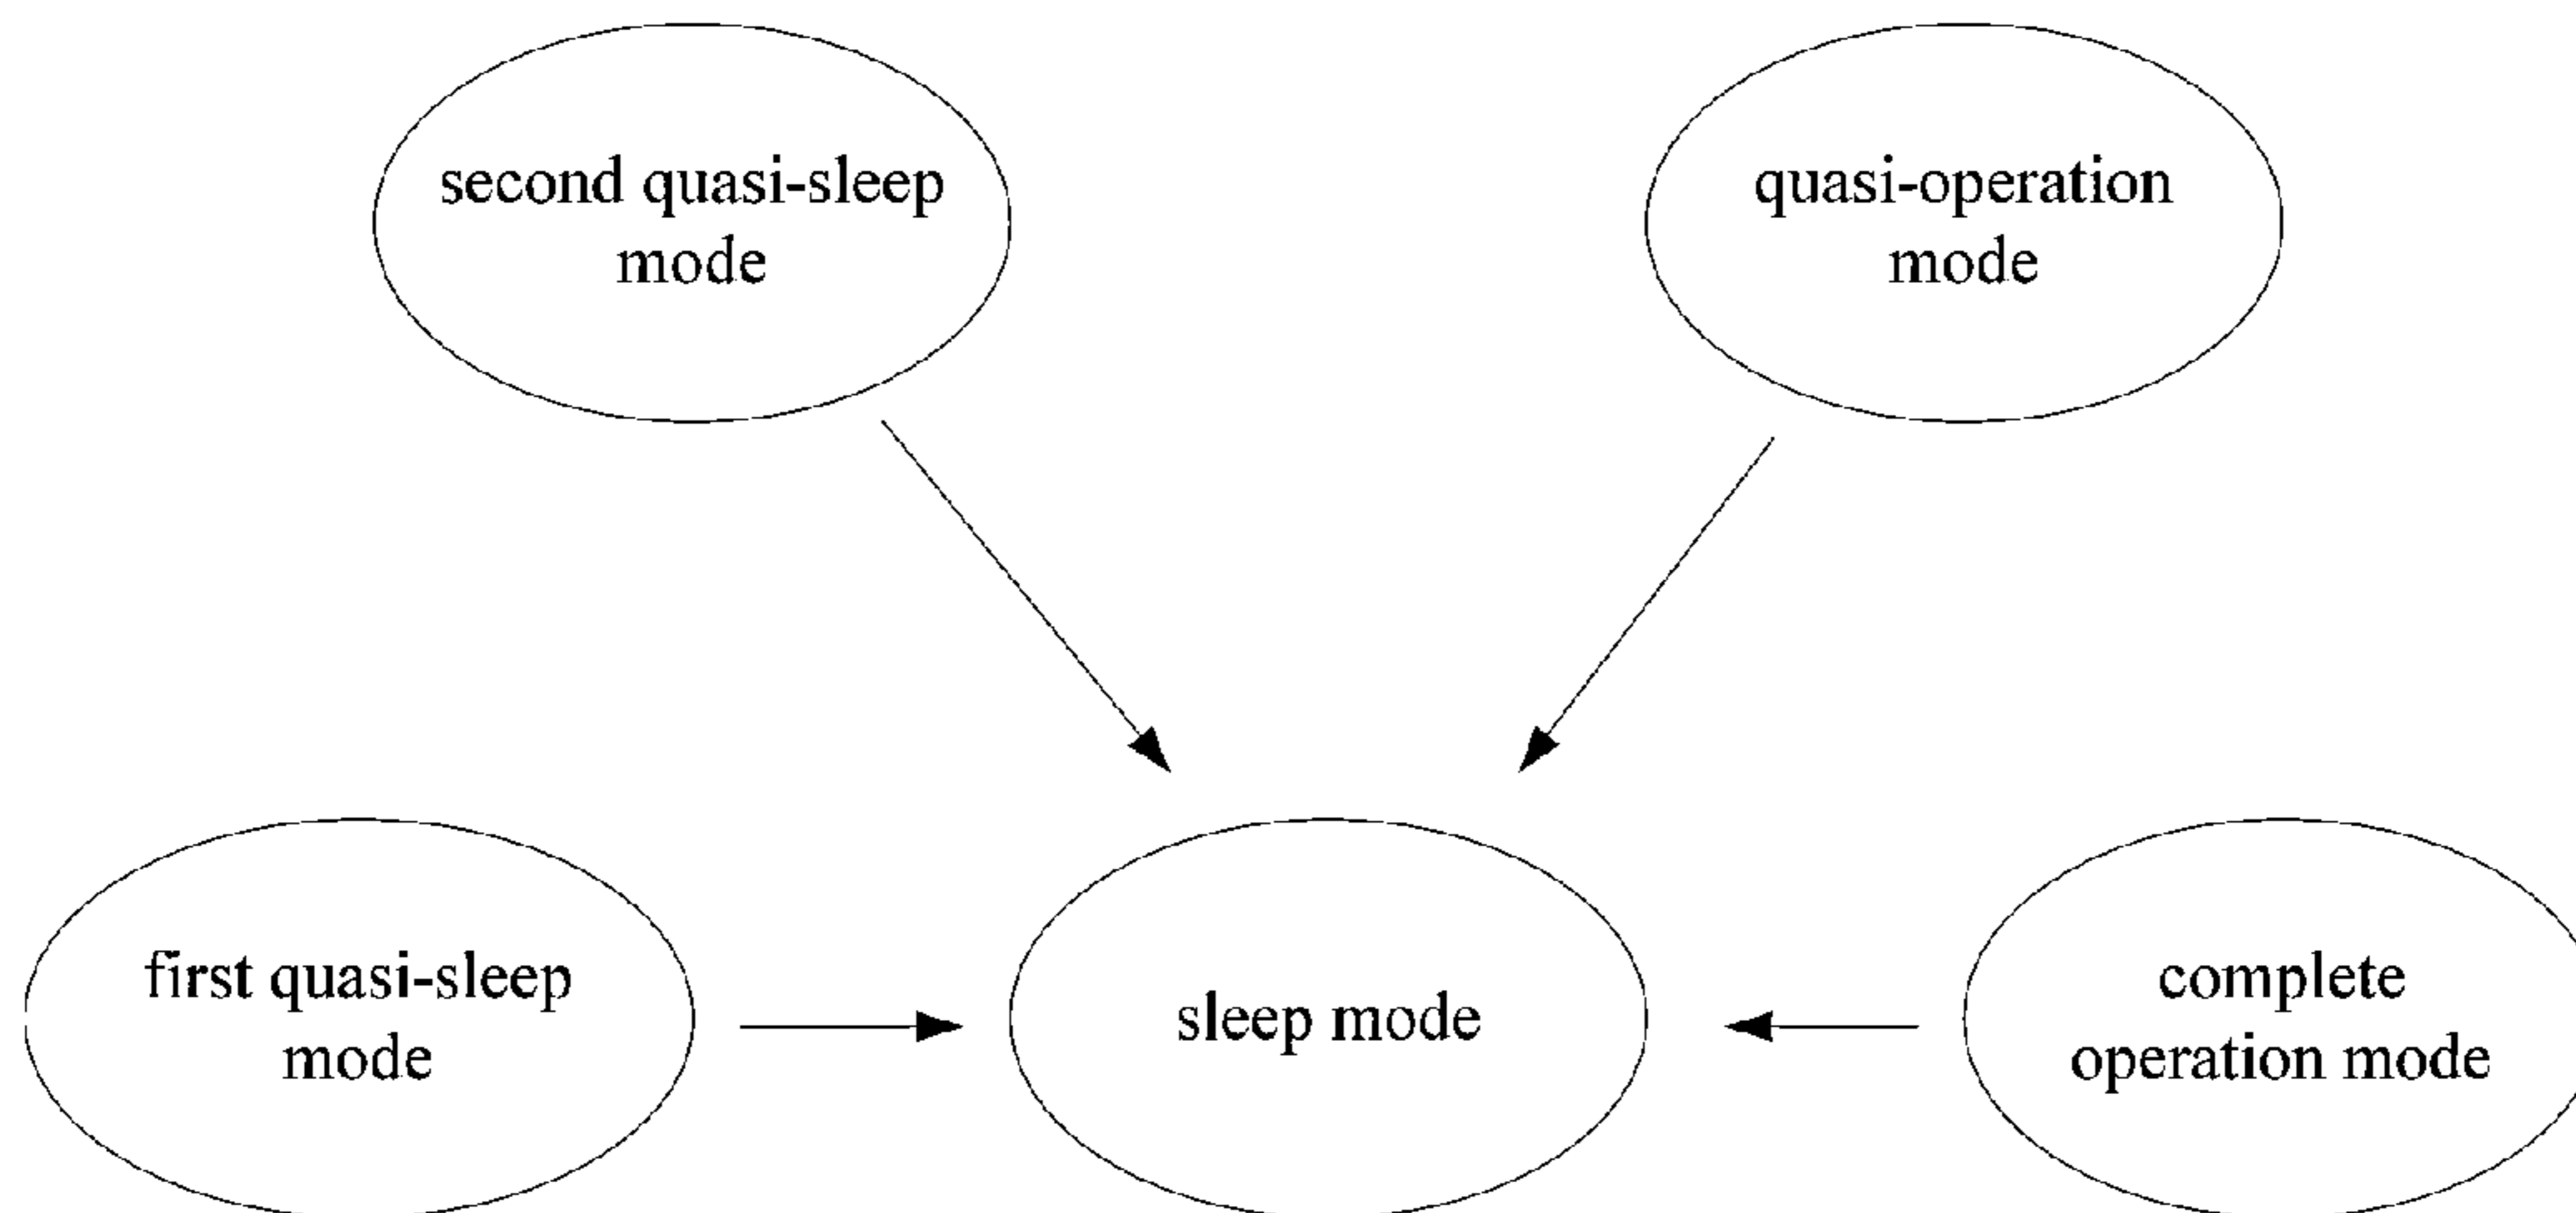 second quasi-sleep
mode
quasi-operation
mode
first quasi-sleep
mode
sleep mode
complete
operation mode